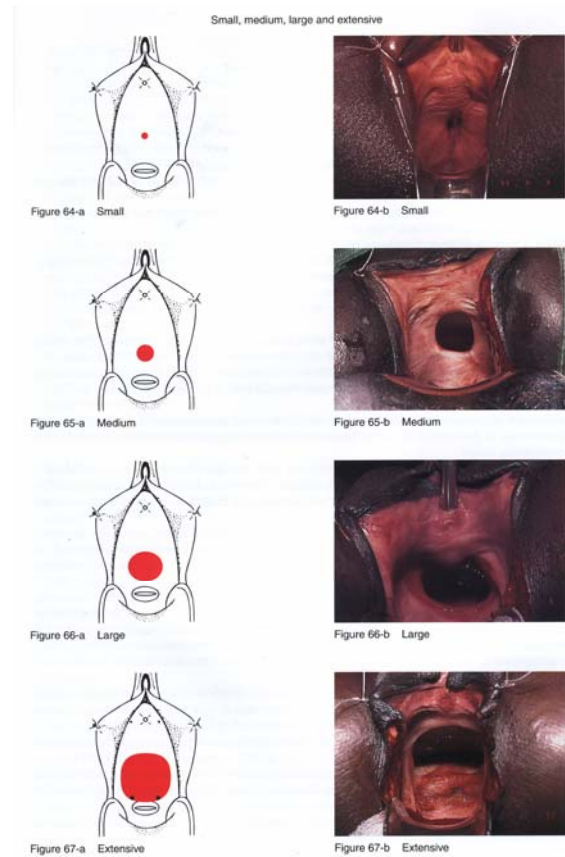 Small, medium, large and extensive
Figure 64-a Small
Figure 64-b Small
Figure 65-a Medium
Figure 65-b Medium
Figure 66-a Large
Figure 66-b Large
Figure 67-a Extensive
Figure 67-b Extensive